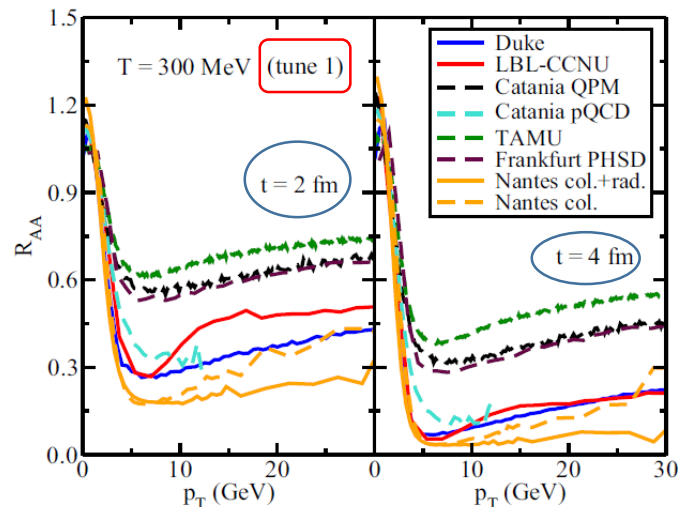 T = 300 MeV (tune 1)
t = 2 fm
Duke
LBL-CCNU
Catania QPM
Catania pQCD
TAMU
Frankfurt PHSD
Nantes col.+rad.
Nantes col.
t = 4 fm
R_AA
1.5
1.2
0.9
0.6
0.3
0.0
0 10 20 0 10 20 30
p_T (GeV) p_T (GeV)